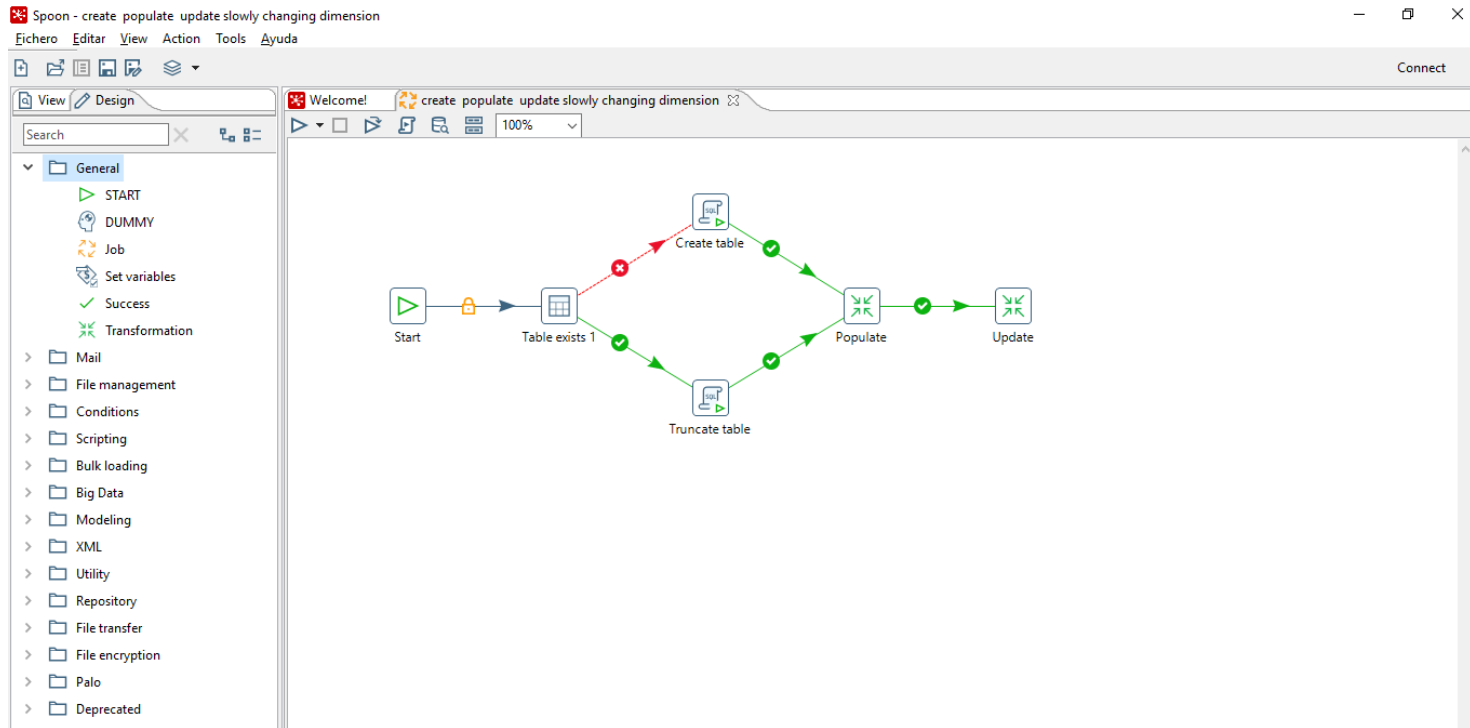 Spoon - create  populate  update slowly changing dimension
Fichero Editar View Action Tools Ayuda
Connect
View Design
Welcome! create  populate  update slowly changing dimension
Search
100%
General
START
DUMMY
Job
Set variables
Success
Transformation
Mail
File management
Conditions
Scripting
Bulk loading
Big Data
Modeling
XML
Utility
Repository
File transfer
File encryption
Palo
Deprecated
SQL
Create table
Start
Table exists 1
Populate
Update
SQL
Truncate table